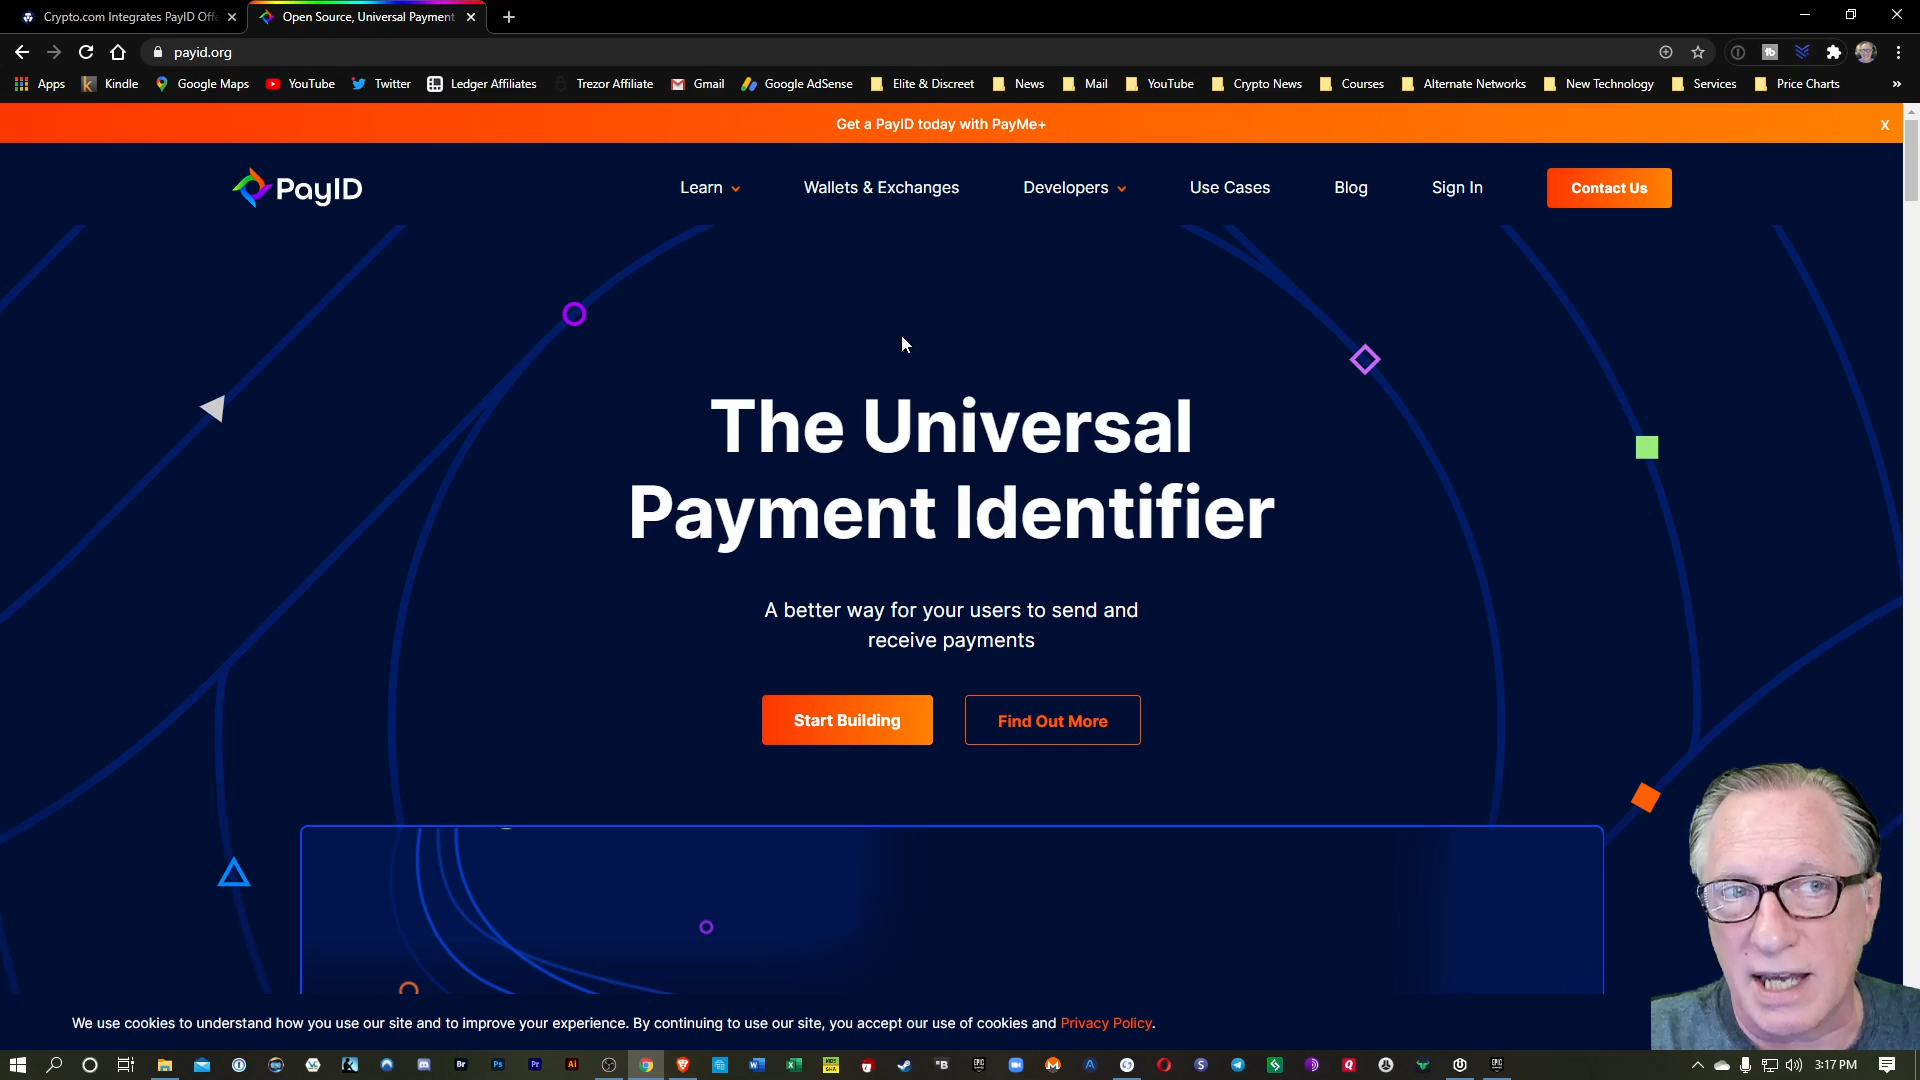 Crypto.com Integrates PayID Off
Open Source, Universal Payment
payid.org
Apps Kindle Google Maps YouTube Twitter Ledger Affiliates Trezor Affiliate Gmail Google AdSense Elite & Discreet News Mail YouTube Crypto News Courses Alternate Networks New Technology Services Price Charts »
Get a PayID today with PayMe+ X
PayID Learn Wallets & Exchanges Developers Use Cases Blog Sign In Contact Us
The Universal
Payment Identifier
A better way for your users to send and
receive payments
Start Building Find Out More
We use cookies to understand how you use our site and to improve your experience. By continuing to use our site, you accept our use of cookies and Privacy Policy.
3:17 PM